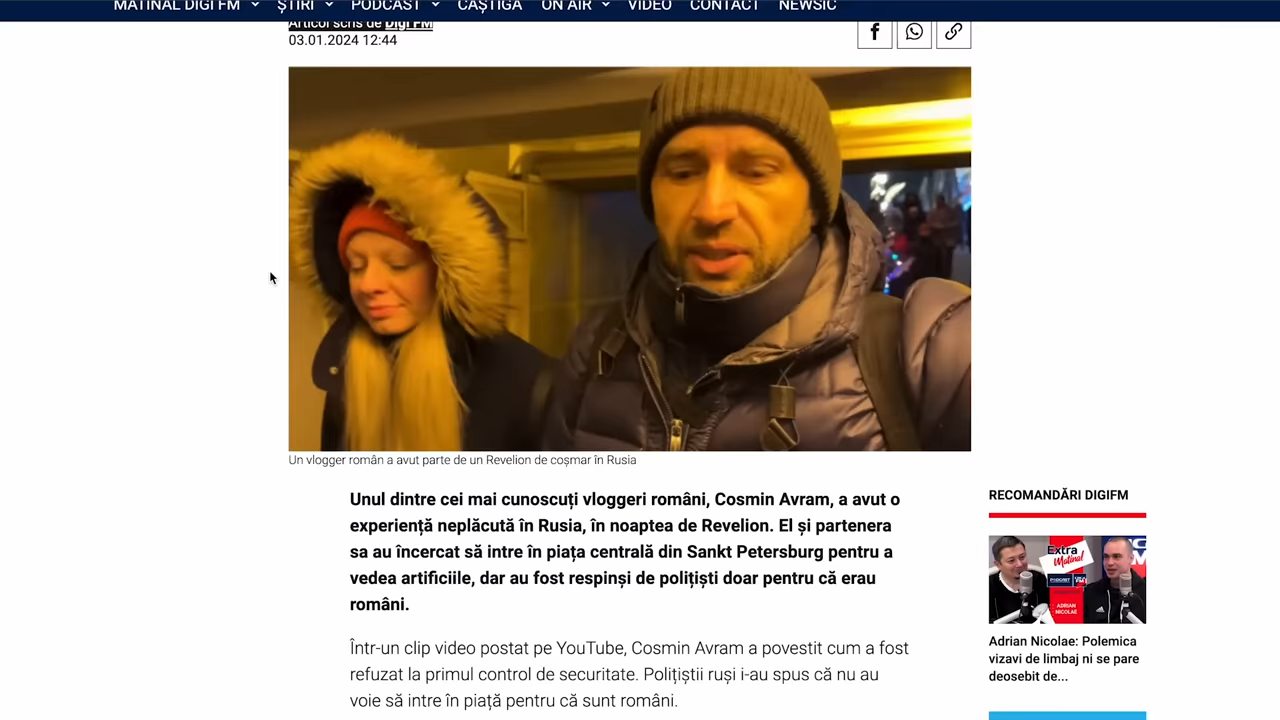 MATINAL DIGI FM
ȘTIRI
PODCAST
CÂȘTIGĂ
ON AIR
VIDEO
CONTACT
NEWSIC
Articol scris de Digi FM
03.01.2024 12:44
Un vlogger român a avut parte de un Revelion de coșmar în Rusia
Unul dintre cei mai cunoscuți vloggeri români, Cosmin Avram, a avut o
experiență neplăcută în Rusia, în noaptea de Revelion. El și partenera
sa au încercat să intre în piața centrală din Sankt Petersburg pentru a
vedea artificiile, dar au fost respinși de polițiști doar pentru că erau
români.
Într-un clip video postat pe YouTube, Cosmin Avram a povestit cum a fost
refuzat la primul control de securitate. Polițiștii ruși i-au spus că nu au
voie să intre în piață pentru că sunt români.
RECOMANDĂRI DIGIFM
Extra
Matinal
PODCAST
ADRIAN
NICOLAE
Adrian Nicolae: Polemica
vizavi de limbaj ni se pare
deosebit de...